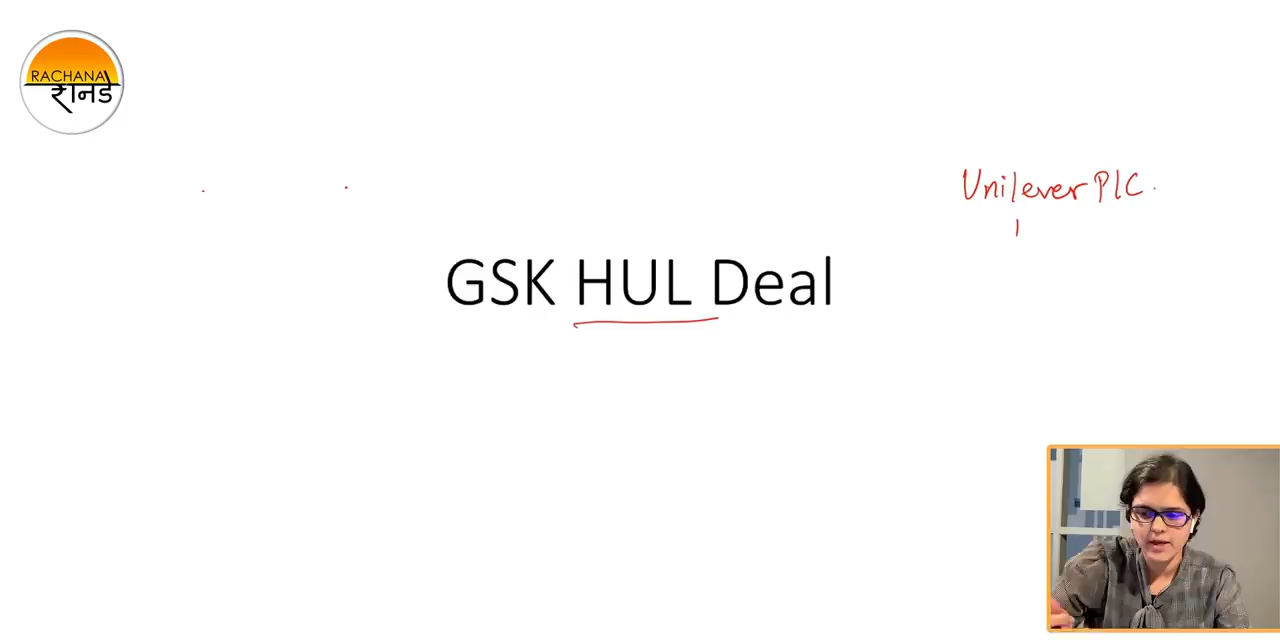 RACHANA
रानडे
Unilever PLC.
GSK HUL Deal